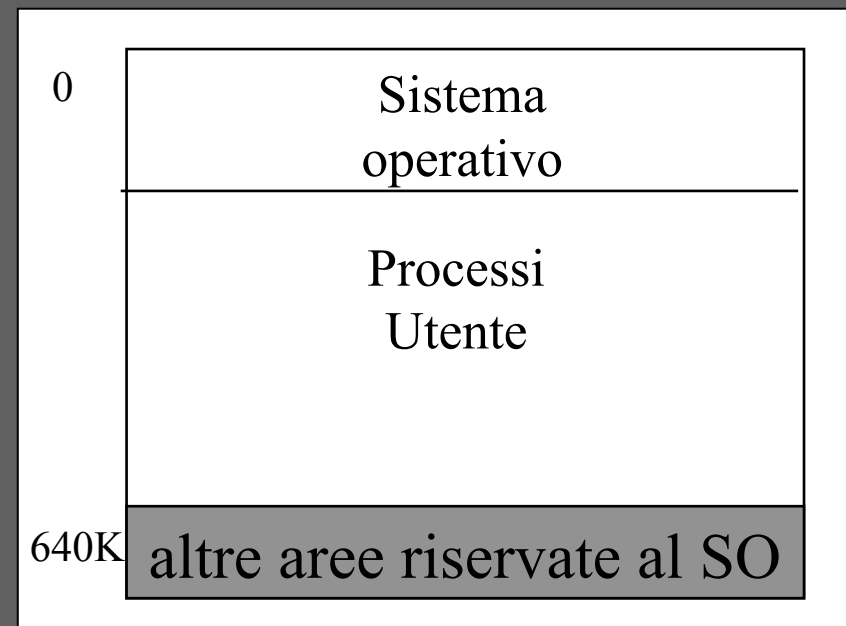 0
Sistema
operativo
Processi
Utente
640K
altre aree riservate al SO